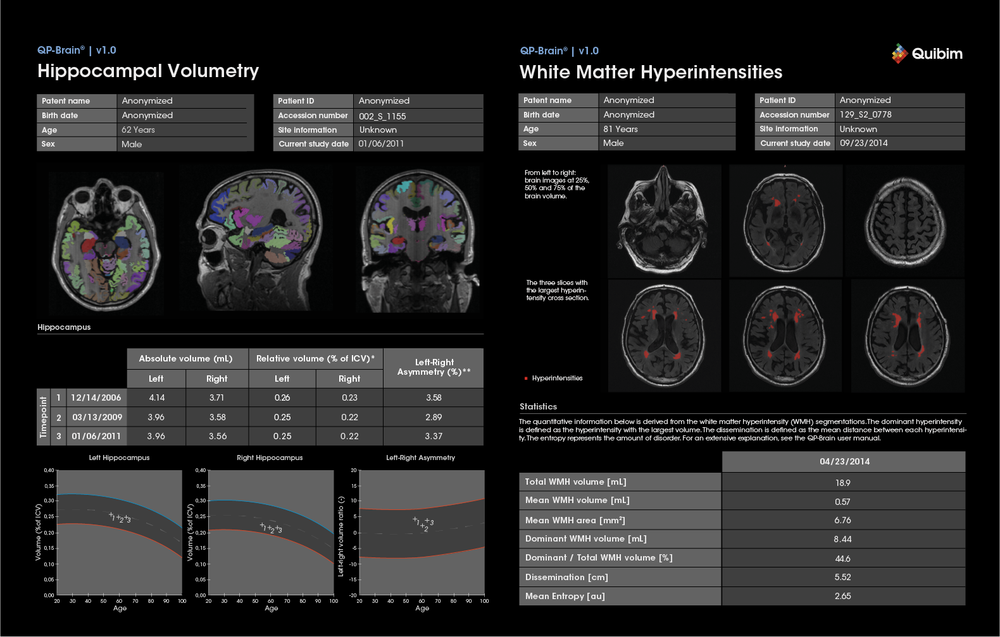 QP-Brain® | v1.0
Hippocampal Volumetry
Patent name Anonymized
Birth date Anonymized
Age 62 Years
Sex Male
Patient ID Anonymized
Accession number 002_S_1155
Site information Unknown
Current study date 01/06/2011
Hippocampus
Absolute volume (mL) Relative volume (% of ICV)* Left-Right
Asymmetry (%)**
Left Right Left Right
Timepoint
1 12/14/2006 4.14 3.71 0.26 0.23 3.58
2 03/13/2009 3.96 3.58 0.25 0.22 2.89
3 01/06/2011 3.96 3.56 0.25 0.22 3.37
Left Hippocampus
Volume (%of ICV)
0,40
0,35
0,30
0,25
0,20
0,15
0,10
0,05
0,00
1 2 3
20 30 40 50 60 70 80 90 100
Age
Right Hippocampus
Volume (%of ICV)
0,40
0,35
0,30
0,25
0,20
0,15
0,10
0,05
0,00
1 2 3
20 30 40 50 60 70 80 90 100
Age
Left-Right Asymmetry
Left-right volume ratio (-)
20
15
10
5
0
-5
-10
-15
-20
1 2 3
20 30 40 50 60 70 80 90 100
Age
QP-Brain® | v1.0
White Matter Hyperintensities
Quibim
Patent name Anonymized
Birth date Anonymized
Age 81 Years
Sex Male
Patient ID Anonymized
Accession number 129_S2_0778
Site information Unknown
Current study date 09/23/2014
From left to right:
brain images at 25%,
50% and 75% of the
brain volume.
The three slices with
the largest hyperin-
tensity cross section.
Hyperintensities
Statistics
The quantitative information below is derived from the white matter hyperintensity (WMH) segmentations.The dominant hyperintensity
is defined as the hyperintensity with the largest volume.The dissemination is defined as the mean distance between each hyperintensi-
ty.The entropy represents the amount of disorder. For an extensive explanation, see the QP-Brain user manual.
04/23/2014
Total WMH volume [mL] 18.9
Mean WMH volume [mL] 0.57
Mean WMH area [mm²] 6.76
Dominant WMH volume [mL] 8.44
Dominant / Total WMH volume [%] 44.6
Dissemination [cm] 5.52
Mean Entropy [au] 2.65